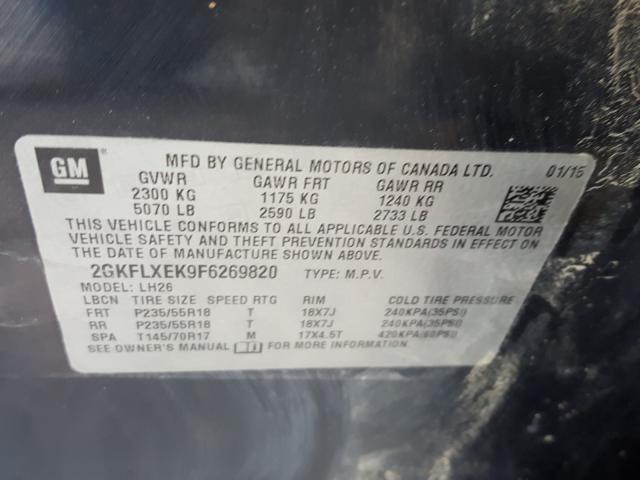 GM ®
MFD BY GENERAL MOTORS OF CANADA LTD. 01/15
GVWR GAWR FRT GAWR RR
2300 KG 1175 KG 1240 KG
5070 LB 2590 LB 2733 LB
THIS VEHICLE CONFORMS TO ALL APPLICABLE U.S. FEDERAL MOTOR
VEHICLE SAFETY AND THEFT PREVENTION STANDARDS IN EFFECT ON
THE DATE OF MANUFACTURE SHOWN ABOVE.
2GKFLXEK9F6269820 TYPE: M.P.V.
MODEL: LH26
LBCN TIRE SIZE SPEED RTG RIM COLD TIRE PRESSURE
FRT P235/55R18 T 18X7J 240KPA(35PSI)
RR P235/55R18 T 18X7J 240KPA(35PSI)
SPA T145/70R17 M 17X4.5T 420KPA(60PSI)
SEE OWNER'S MANUAL FOR MORE INFORMATION